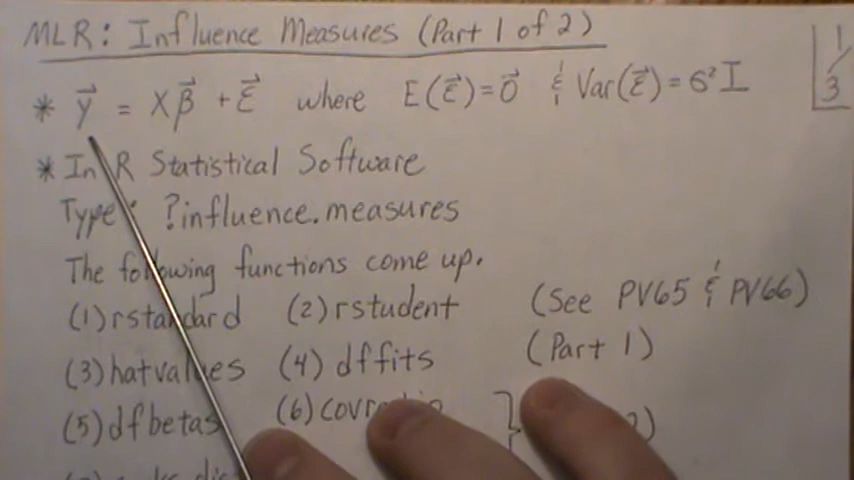 MLR: Influence Measures (Part 1 of 2)
1/3
* y⃗ = Xβ⃗ + ε⃗ where E(ε⃗) = 0⃗ & Var(ε⃗) = σ²I
* In R Statistical Software
Type: ?influence.measures
The following functions come up.
(1) rstandard (2) rstudent (See PV65 & PV66)
(3) hatvalues (4) dffits (Part 1)
(5) dfbetas (6)